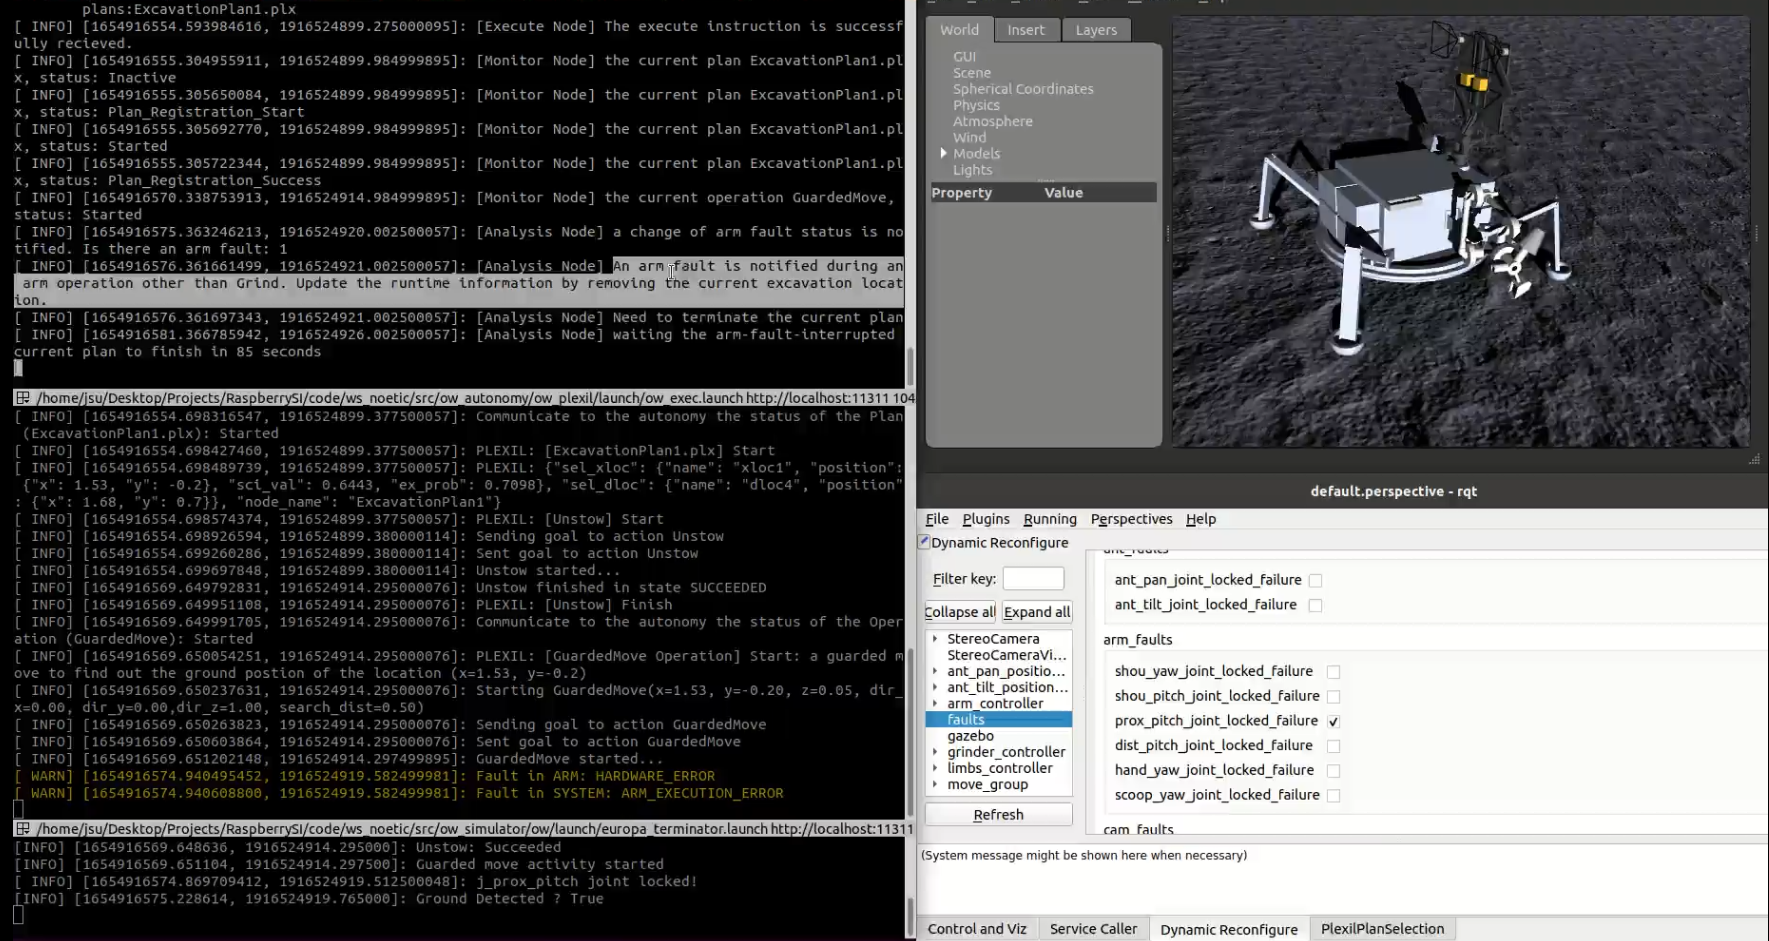 plans:ExcavationPlan1.plx
[ INFO] [1654916554.593984616, 1916524899.275000095]: [Execute Node] The execute instruction is successf
ully recieved.
[ INFO] [1654916555.304955911, 1916524899.984999895]: [Monitor Node] the current plan ExcavationPlan1.pl
x, status: Inactive
[ INFO] [1654916555.305650084, 1916524899.984999895]: [Monitor Node] the current plan ExcavationPlan1.pl
x, status: Plan_Registration_Start
[ INFO] [1654916555.305692770, 1916524899.984999895]: [Monitor Node] the current plan ExcavationPlan1.pl
x, status: Started
[ INFO] [1654916555.305722344, 1916524899.984999895]: [Monitor Node] the current plan ExcavationPlan1.pl
x, status: Plan_Registration_Success
[ INFO] [1654916570.338753913, 1916524914.984999895]: [Monitor Node] the current operation GuardedMove,
status: Started
[ INFO] [1654916575.363246213, 1916524920.002500057]: [Analysis Node] a change of arm fault status is no
tified. Is there an arm fault: 1
[ INFO] [1654916576.361661499, 1916524921.002500057]: [Analysis Node] An arm fault is notified during an
arm operation other than Grind. Update the runtime information by removing the current excavation locat
ion.
[ INFO] [1654916576.361697343, 1916524921.002500057]: [Analysis Node] Need to terminate the current plan
[ INFO] [1654916581.366785942, 1916524926.002500057]: [Analysis Node] waiting the arm-fault-interrupted
current plan to finish in 85 seconds
/home/jsu/Desktop/Projects/RaspberrySI/code/ws_noetic/src/ow_autonomy/ow_plexil/launch/ow_exec.launch http://localhost:11311 104
[ INFO] [1654916554.698316547, 1916524899.377500057]: Communicate to the autonomy the status of the Plan
(ExcavationPlan1.plx): Started
[ INFO] [1654916554.698427460, 1916524899.377500057]: PLEXIL: [ExcavationPlan1.plx] Start
[ INFO] [1654916554.698489739, 1916524899.377500057]: PLEXIL: {"sel_xloc": {"name": "xloc1", "position":
{"x": 1.53, "y": -0.2}, "sci_val": 0.6443, "ex_prob": 0.7098}, "sel_dloc": {"name": "dloc4", "position"
: {"x": 1.68, "y": 0.7}}, "node_name": "ExcavationPlan1"}
[ INFO] [1654916554.698574374, 1916524899.377500057]: PLEXIL: [Unstow] Start
[ INFO] [1654916554.698926594, 1916524899.380000114]: Sending goal to action Unstow
[ INFO] [1654916554.699260286, 1916524899.380000114]: Sent goal to action Unstow
[ INFO] [1654916554.699697848, 1916524899.380000114]: Unstow started...
[ INFO] [1654916569.649792831, 1916524914.295000076]: Unstow finished in state SUCCEEDED
[ INFO] [1654916569.649951108, 1916524914.295000076]: PLEXIL: [Unstow] Finish
[ INFO] [1654916569.649991705, 1916524914.295000076]: Communicate to the autonomy the status of the Oper
ation (GuardedMove): Started
[ INFO] [1654916569.650054251, 1916524914.295000076]: PLEXIL: [GuardedMove Operation] Start: a guarded m
ove to find out the ground postion of the location (x=1.53, y=-0.2)
[ INFO] [1654916569.650237631, 1916524914.295000076]: Starting GuardedMove(x=1.53, y=-0.20, z=0.05, dir_
x=0.00, dir_y=0.00,dir_z=1.00, search_dist=0.50)
[ INFO] [1654916569.650263823, 1916524914.295000076]: Sending goal to action GuardedMove
[ INFO] [1654916569.650603864, 1916524914.295000076]: Sent goal to action GuardedMove
[ INFO] [1654916569.651202148, 1916524914.297499895]: GuardedMove started...
[ WARN] [1654916574.940495452, 1916524919.582499981]: Fault in ARM: HARDWARE_ERROR
[ WARN] [1654916574.940608800, 1916524919.582499981]: Fault in SYSTEM: ARM_EXECUTION_ERROR
/home/jsu/Desktop/Projects/RaspberrySI/code/ws_noetic/src/ow_simulator/ow/launch/europa_terminator.launch http://localhost:11311
[INFO] [1654916569.648636, 1916524914.295000]: Unstow: Succeeded
[INFO] [1654916569.651104, 1916524914.297500]: Guarded move activity started
[ INFO] [1654916574.869709412, 1916524919.512500048]: j_prox_pitch joint locked!
[INFO] [1654916575.228614, 1916524919.765000]: Ground Detected ? True
World Insert Layers
GUI
Scene
Spherical Coordinates
Physics
Atmosphere
Wind
Models
Lights
Property Value
default.perspective - rqt
File Plugins Running Perspectives Help
Dynamic Reconfigure
Filter key:
Collapse all Expand all
StereoCamera
StereoCameraVi...
ant_pan_positio...
ant_tilt_position...
arm_controller
faults
gazebo
grinder_controller
limbs_controller
move_group
Refresh
ant_faults
ant_pan_joint_locked_failure
ant_tilt_joint_locked_failure
arm_faults
shou_yaw_joint_locked_failure
shou_pitch_joint_locked_failure
prox_pitch_joint_locked_failure
dist_pitch_joint_locked_failure
hand_yaw_joint_locked_failure
scoop_yaw_joint_locked_failure
cam_faults
(System message might be shown here when necessary)
Control and Viz Service Caller Dynamic Reconfigure PlexilPlanSelection